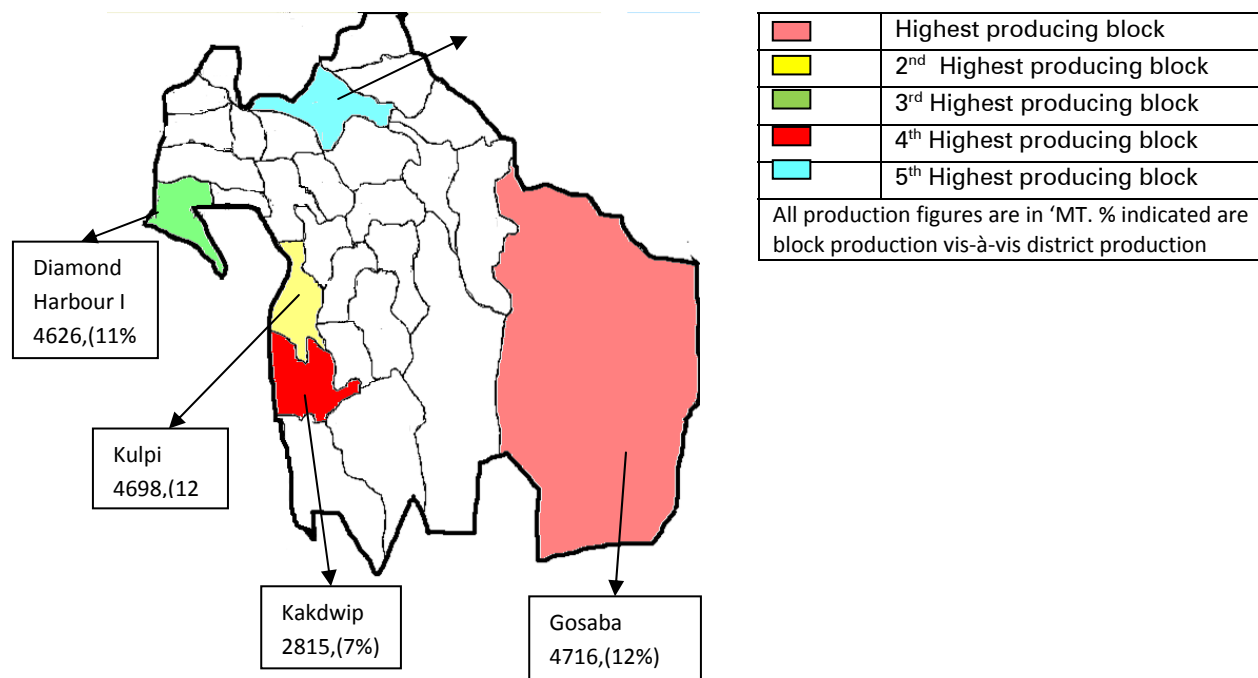 Highest producing block
2nd Highest producing block
3rd Highest producing block
4th Highest producing block
5th Highest producing block
All production figures are in ‘MT. % indicated are
block production vis-à-vis district production
Diamond
Harbour I
4626,(11%
Kulpi
4698,(12
Kakdwip
2815,(7%)
Gosaba
4716,(12%)